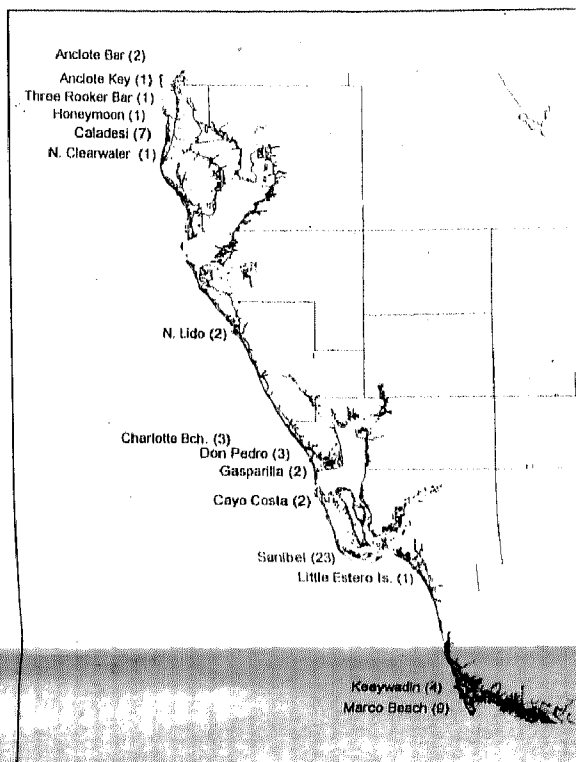 Anclote Bar (2)
Anclote Key (1)
Three Rooker Bar (1)
Honeymoon (1)
Caladesi (7)
N. Clearwater (1)
N. Lido (2)
Charlotte Bch. (3)
Don Pedro (3)
Gasparilla (2)
Cayo Costa (2)
Sanibel (23)
Little Estero Is. (1)
Keeywadin (4)
Marco Beach (9)